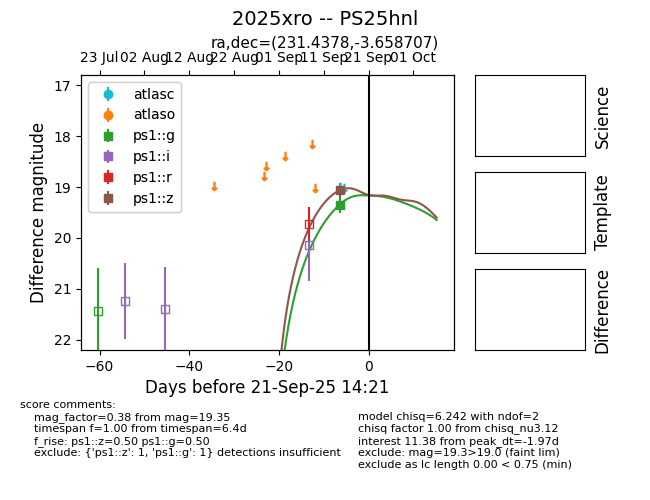 2025xro -- PS25hnl
ra,dec=(231.4378,-3.658707)
23 Jul 02 Aug 12 Aug 22 Aug 01 Sep 11 Sep 21 Sep 01 Oct
atlasc
atlaso
ps1::g
ps1::i
ps1::r
ps1::z
17
18
19
20
21
22
Difference magnitude
−60 −40 −20 0
Days before 21-Sep-25 14:21
Science
Template
Difference
score comments:
mag_factor=0.38 from mag=19.35
timespan f=1.00 from timespan=6.4d
f_rise: ps1::z=0.50 ps1::g=0.50
exclude: {'ps1::z': 1, 'ps1::g': 1} detections insufficient
model chisq=6.242 with ndof=2
chisq factor 1.00 from chisq_nu3.12
interest 11.38 from peak_dt=-1.97d
exclude: mag=19.3>19.0 (faint lim)
exclude as lc length 0.00 < 0.75 (min)